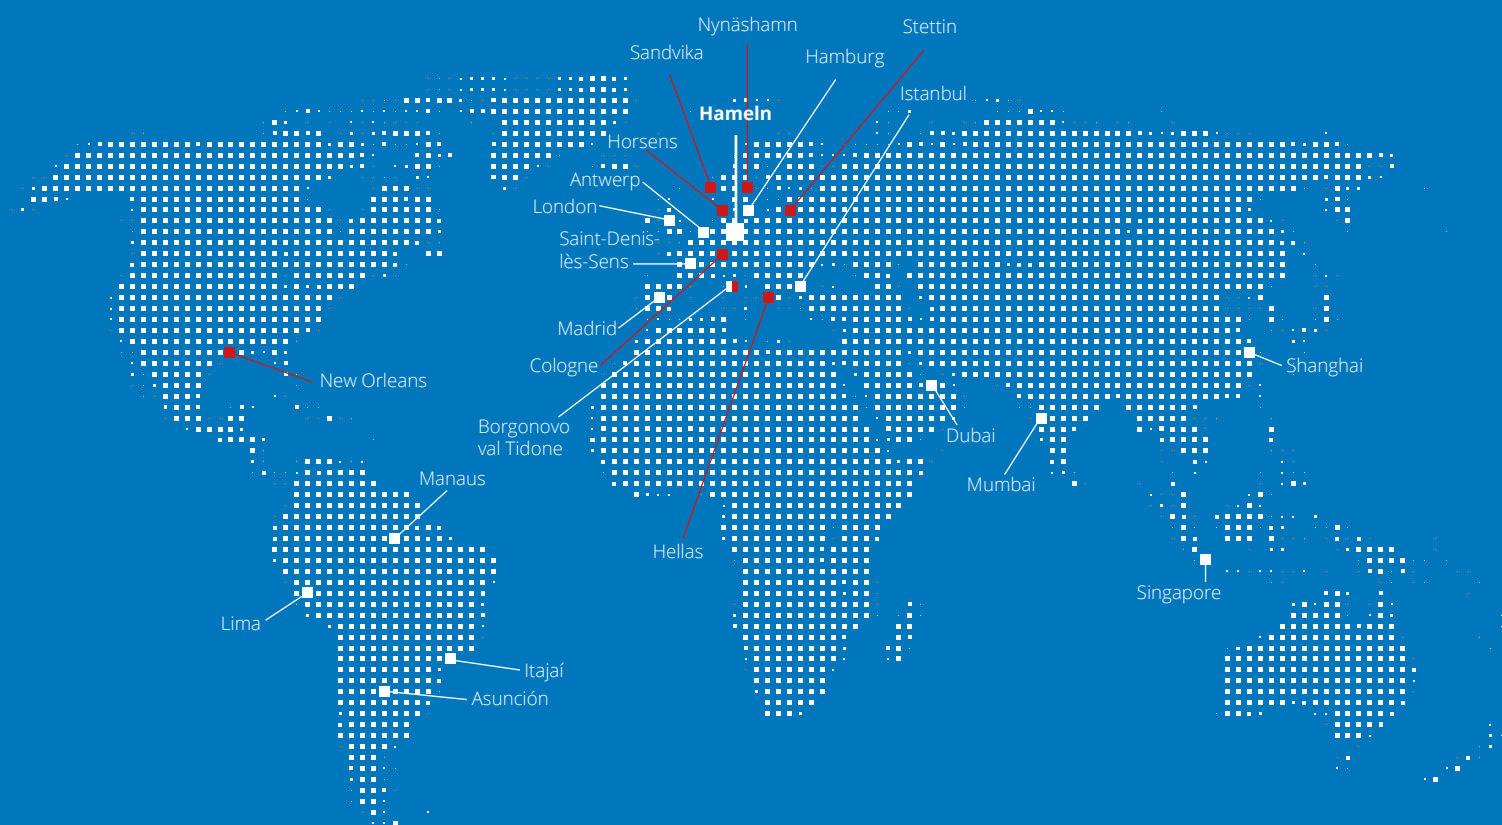 Nynäshamn
Stettin
Sandvika
Hamburg
Istanbul
Hameln
Horsens
Antwerp
London
Saint-Denis-
lès-Sens
Madrid
Cologne
Shanghai
New Orleans
Borgonovo
val Tidone
Dubai
Manaus
Mumbai
Hellas
Singapore
Lima
Itajaí
Asunción